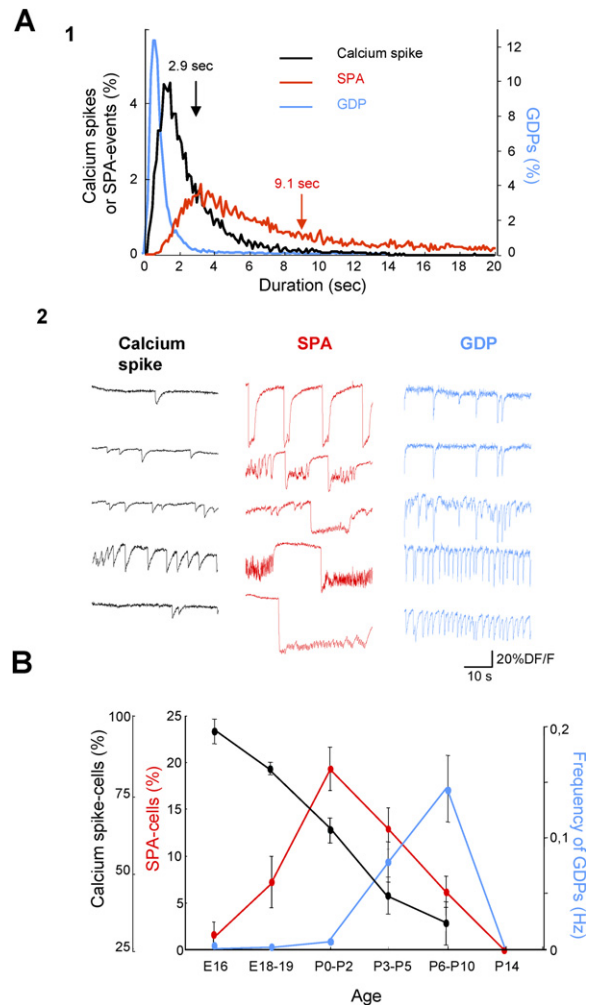 A
1
Calcium spikes
or SPA-events (%)
4
2
0
2.9 sec
Calcium spike
SPA
GDP
9.1 sec
12
10
8
6
4
2
0
GDPs (%)
0 2 4 6 8 10 12 14 16 18 20
Duration (sec)
2
Calcium
spike
SPA
GDP
20%DF/F
10 s
B
Calcium spike-cells (%)
100
75
50
25
SPA-cells (%)
25
20
15
10
5
0
0,2
0,1
0
Frequency of GDPs (Hz)
E16 E18-19 P0-P2 P3-P5 P6-P10 P14
Age